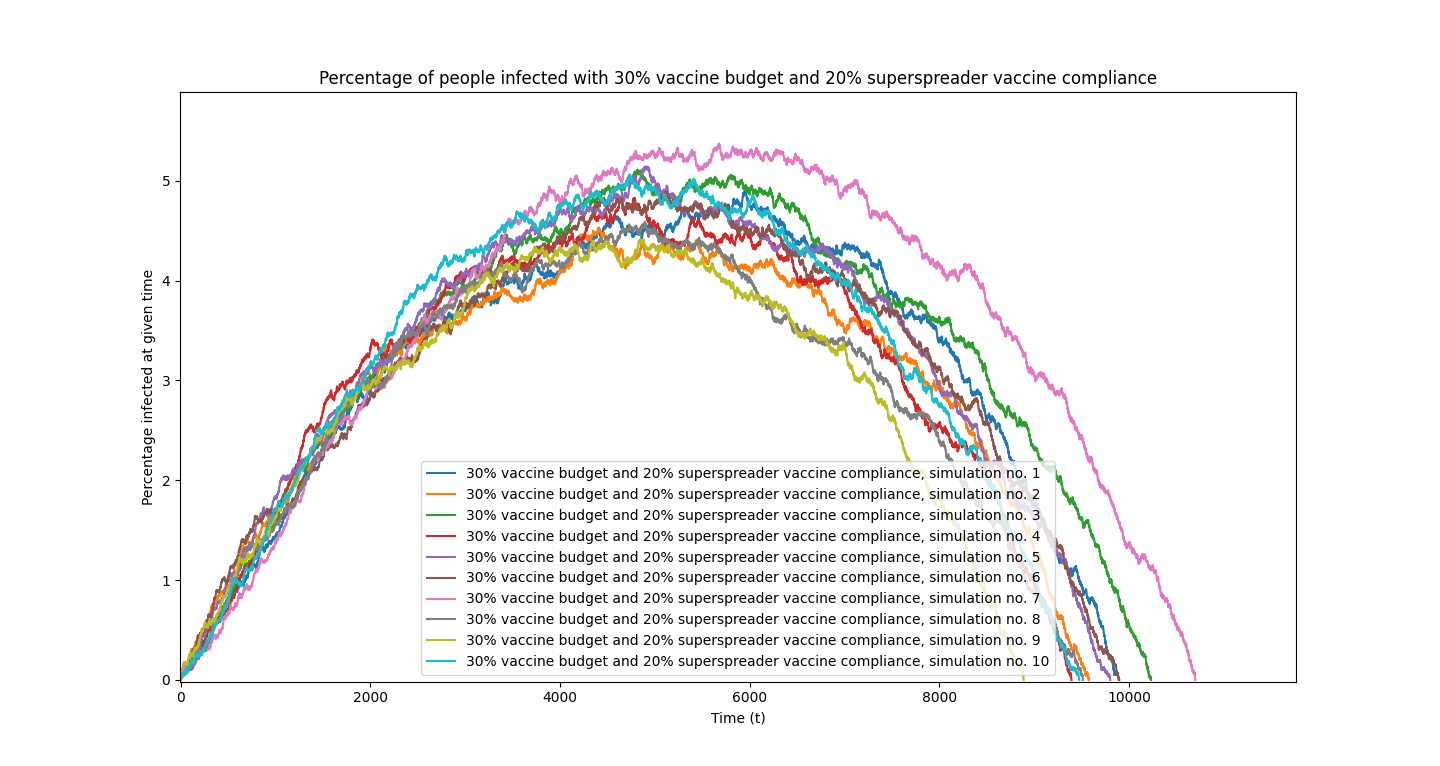 Percentage of people infected with 30% vaccine budget and 20% superspreader vaccine compliance
Percentage infected at given time
5
4
3
2
1
0
30% vaccine budget and 20% superspreader vaccine compliance, simulation no. 1
30% vaccine budget and 20% superspreader vaccine compliance, simulation no. 2
30% vaccine budget and 20% superspreader vaccine compliance, simulation no. 3
30% vaccine budget and 20% superspreader vaccine compliance, simulation no. 4
30% vaccine budget and 20% superspreader vaccine compliance, simulation no. 5
30% vaccine budget and 20% superspreader vaccine compliance, simulation no. 6
30% vaccine budget and 20% superspreader vaccine compliance, simulation no. 7
30% vaccine budget and 20% superspreader vaccine compliance, simulation no. 8
30% vaccine budget and 20% superspreader vaccine compliance, simulation no. 9
30% vaccine budget and 20% superspreader vaccine compliance, simulation no. 10
0 2000 4000 6000 8000 10000
Time (t)